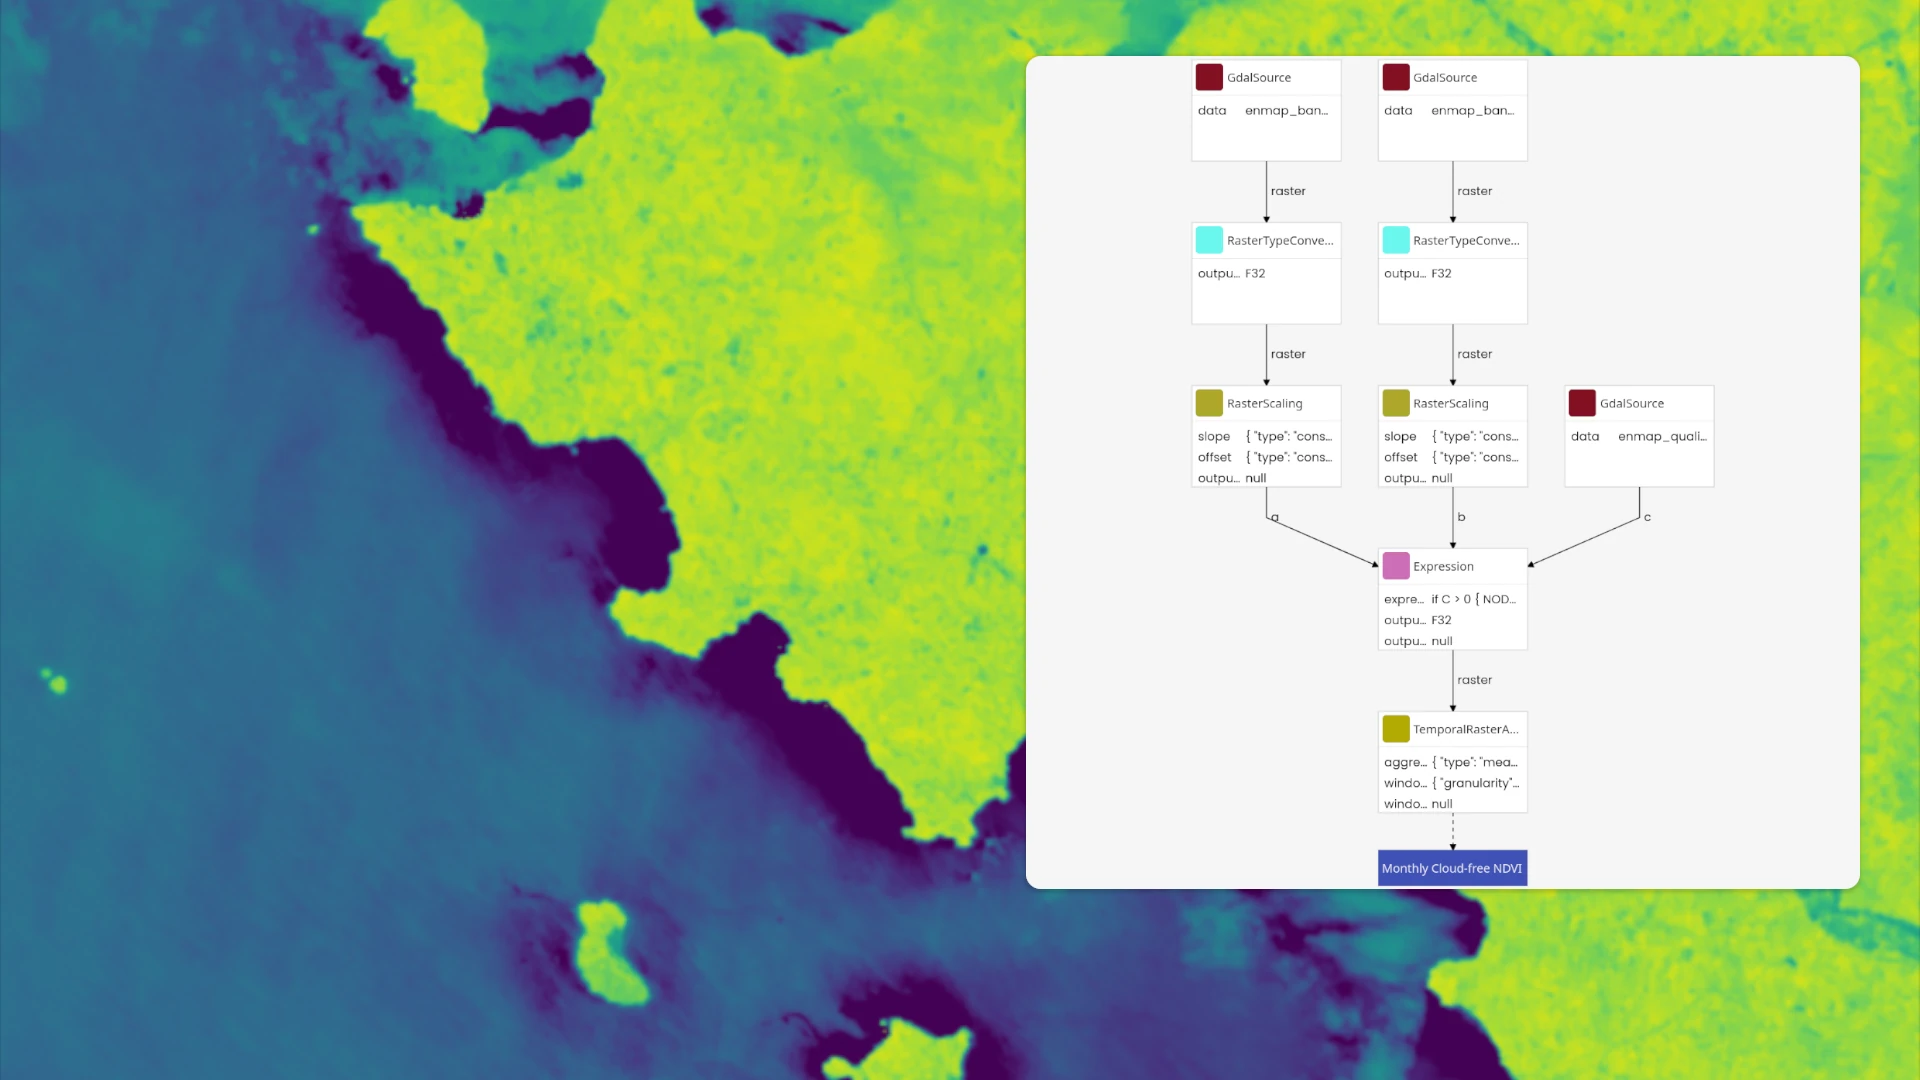 GdalSource GdalSource
data enmap_ban... data enmap_ban...
raster raster
RasterTypeConve... RasterTypeConve...
outpu... F32 outpu... F32
raster raster
RasterScaling RasterScaling GdalSource
slope { "type": "cons... slope { "type": "cons... data enmap_quali...
offset { "type": "cons... offset { "type": "cons...
outpu... null outpu... null
a b c
Expression
expre... if C > 0 { NOD...
outpu... F32
outpu... null
raster
TemporalRasterA...
aggre... { "type": "mea...
windo... { "granularity"...
windo... null
Monthly Cloud-free NDVI